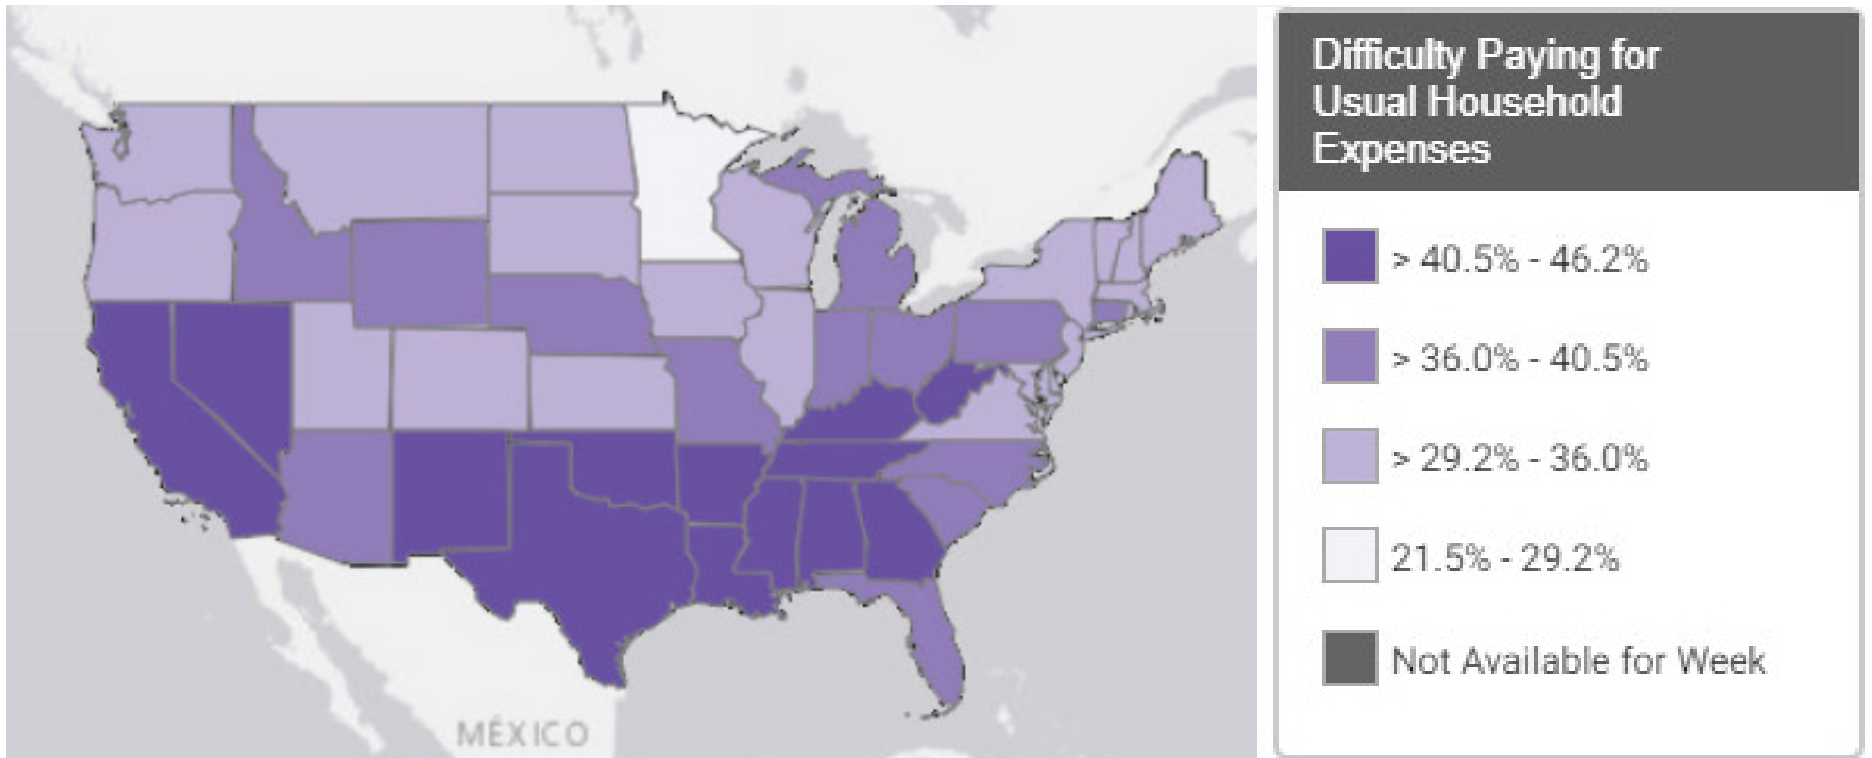 MÉXICO
Difficulty Paying for
Usual Household
Expenses
> 40.5% - 46.2%
> 36.0% - 40.5%
> 29.2% - 36.0%
21.5% - 29.2%
Not Available for Week